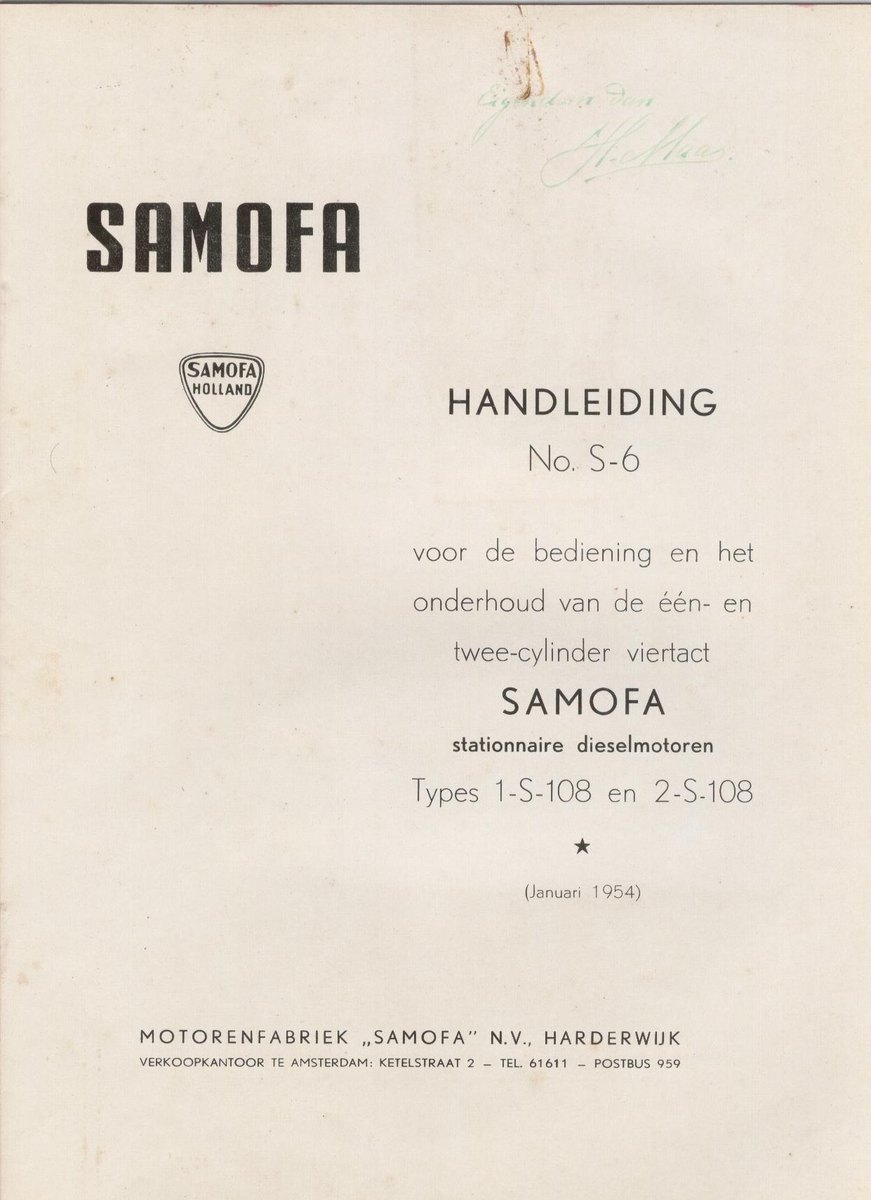 Eigendom van
H. Maas.
SAMOFA
SAMOFA
HOLLAND
HANDLEIDING
No. S-6
voor de bediening en het
onderhoud van de één- en
twee-cylinder viertact
SAMOFA
stationnaire dieselmotoren
Types 1-S-108 en 2-S-108
(Januari 1954)
MOTORENFABRIEK „SAMOFA" N.V., HARDERWIJK
VERKOOPKANTOOR TE AMSTERDAM: KETELSTRAAT 2 – TEL. 61611 – POSTBUS 959